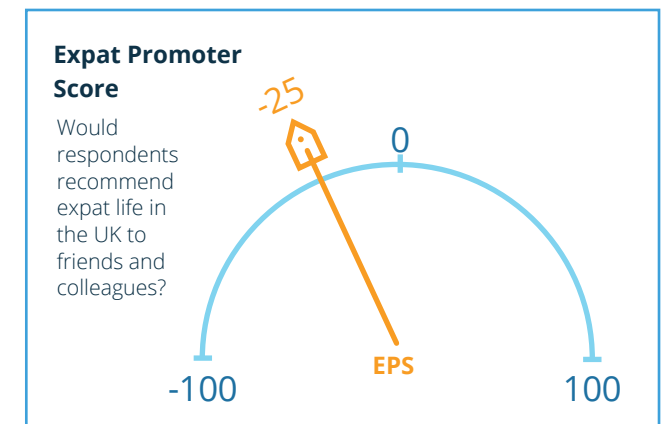 Expat Promoter
Score
Would
respondents
recommend
expat life in
the UK to
friends and
colleagues?
-25
0
EPS
-100
100